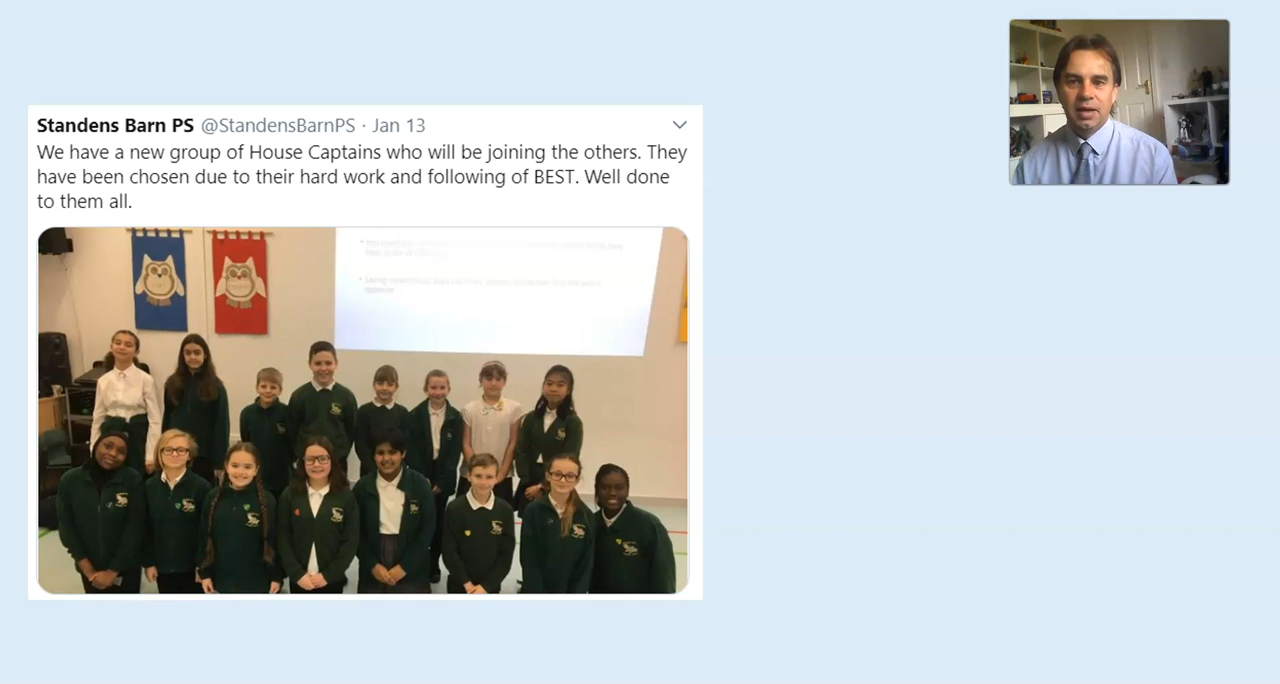 Standens Barn PS @StandensBarnPS · Jan 13
We have a new group of House Captains who will be joining the others. They
have been chosen due to their hard work and following of BEST. Well done
to them all.